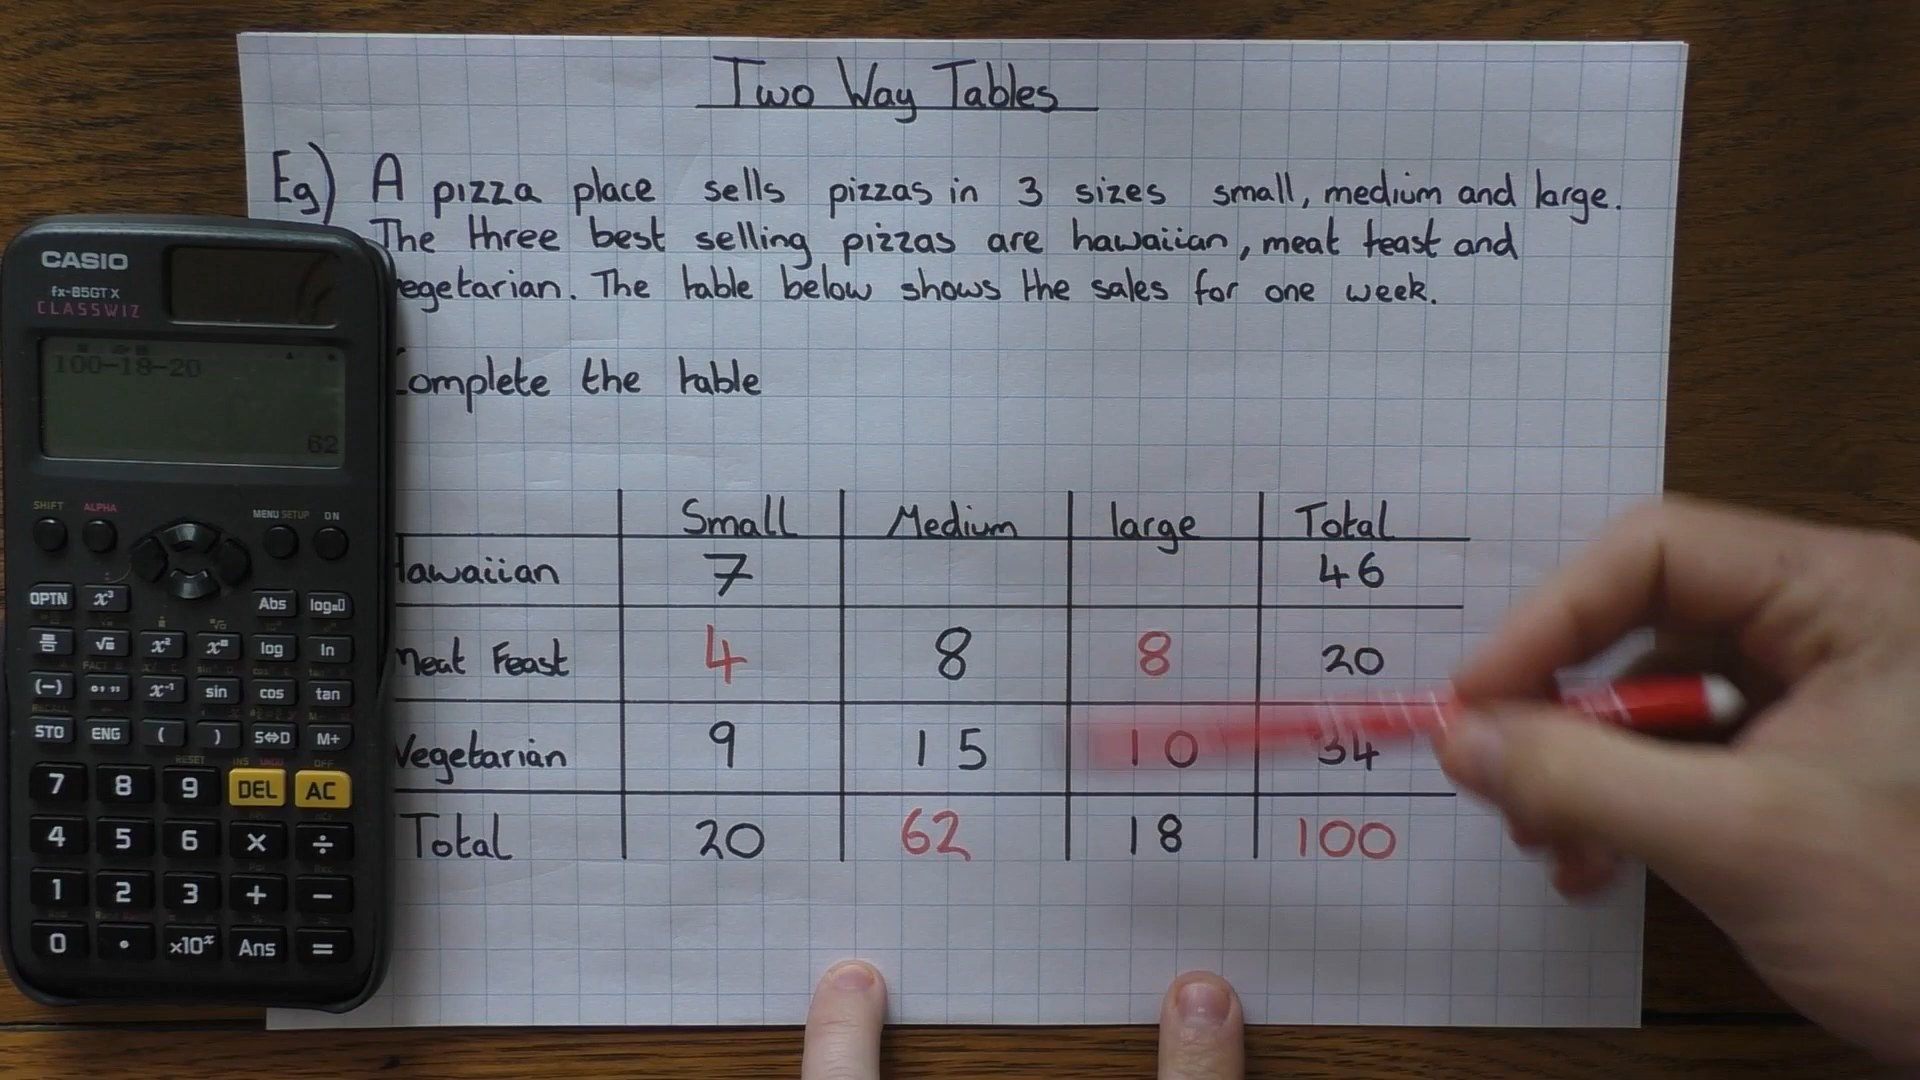 Two Way Tables
Eg) A pizza place sells pizzas in 3 sizes small, medium and large.
The three best selling pizzas are hawaiian, meat feast and
egetarian. The table below shows the sales for one week.
omplete the table
Small Medium large Total
awaiian 7 46
Meat Feast 4 8 8 20
Vegetarian 9 15 10 34
Total 20 62 18 100
CASIO
fx-85GT X
CLASSWIZ
100-18-20
62
SHIFT ALPHA MENU SETUP ON
OPTN x³ Abs log
√ x² log ln
(−) x⁻¹ sin cos tan
STO ENG ( ) S⇔D M+
7 8 9 DEL AC
4 5 6 × ÷
1 2 3 + −
0 • ×10ˣ Ans =